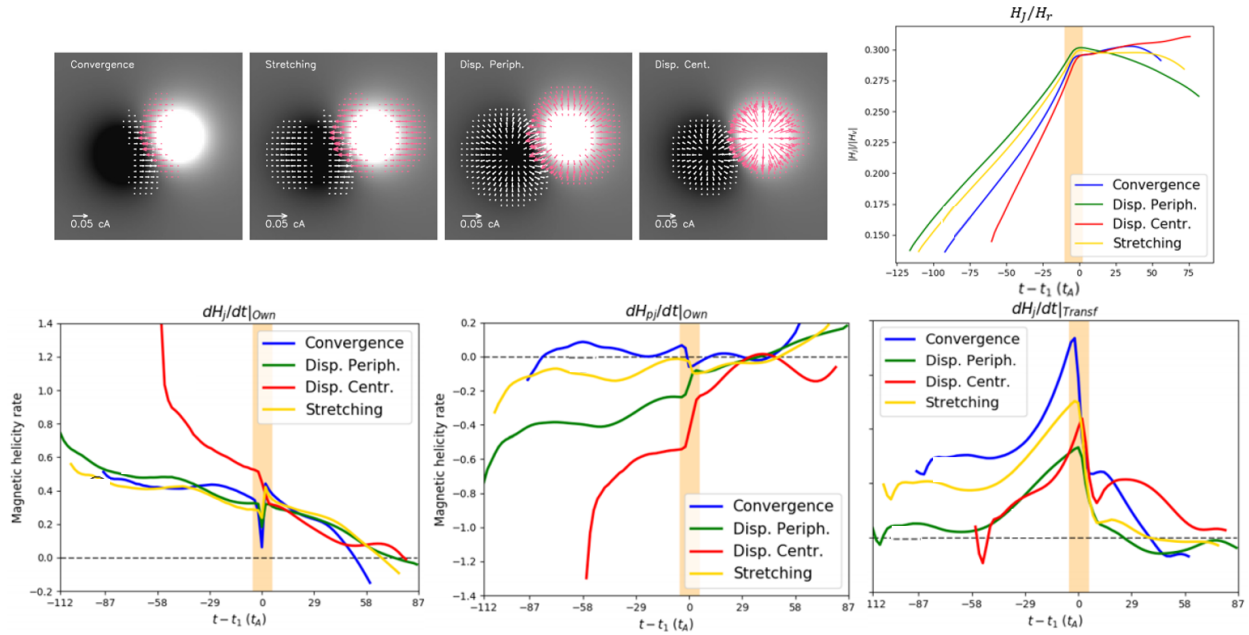 Convergence
0.05 cA
Stretching
0.05 cA
Disp. Periph.
0.05 cA
Disp. Cent.
0.05 cA
H_J/H_r
|H_j|/|H_v|
0.300
0.275
0.250
0.225
0.200
0.175
0.150
Convergence
Disp. Periph.
Disp. Centr.
Stretching
−125 −100 −75 −50 −25 0 25 50 75
t − t_1 (t_A)
dH_j/dt|_Own
Magnetic helicity rate
1.4
1.2
1.0
0.8
0.6
0.4
0.2
0.0
−0.2
Convergence
Disp. Periph.
Disp. Centr.
Stretching
−112 −87 −58 −29 0 29 58 87
t − t_1 (t_A)
dH_pj/dt|_Own
Magnetic helicity rate
0.2
0.0
−0.2
−0.4
−0.6
−0.8
−1.0
−1.2
−1.4
Convergence
Disp. Periph.
Disp. Centr.
Stretching
−112 −87 −58 −29 0 29 58 87
t − t_1 (t_A)
dH_j/dt|_Transf
Convergence
Disp. Periph.
Disp. Centr.
Stretching
112 −87 −58 −29 0 29 58 87
t − t_1 (t_A)